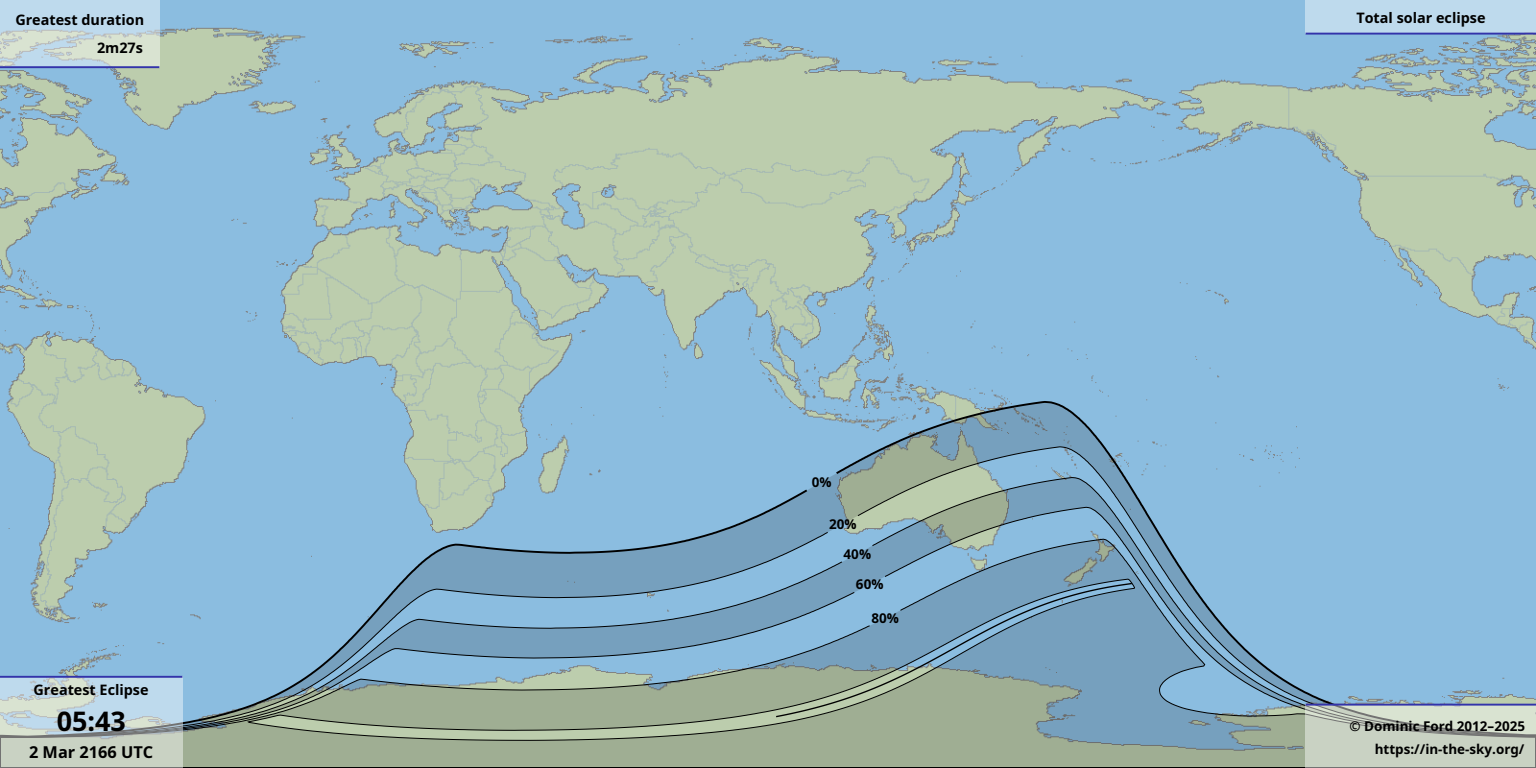 Greatest duration
2m27s
Total solar eclipse
0%
20%
40%
60%
80%
Greatest Eclipse
05:43
2 Mar 2166 UTC
© Dominic Ford 2012–2025
https://in-the-sky.org/